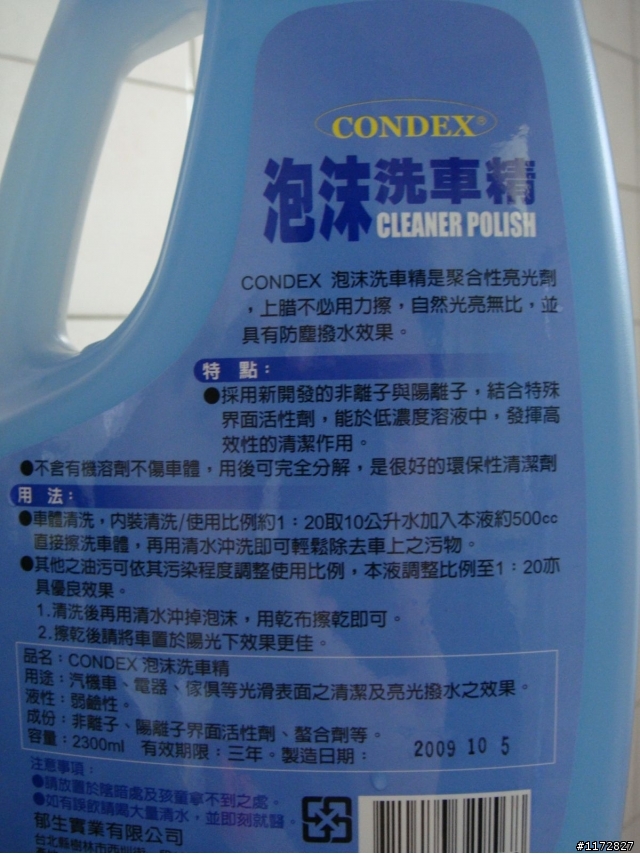 CONDEX®
泡沫洗車精
CLEANER POLISH
CONDEX 泡沫洗車精是聚合性亮光劑
，上腊不必用力擦，自然光亮無比，並
具有防塵撥水效果。
特 點：
●採用新開發的非離子與陽離子，結合特殊
界面活性劑，能於低濃度溶液中，發揮高
效性的清潔作用。
●不含有機溶劑不傷車體，用後可完全分解，是很好的環保性清潔劑
用 法：
●車體清洗，内裝清洗/使用比例約1：20取10公升水加入本液約500cc
直接擦洗車體，再用清水沖洗即可輕鬆除去車上之污物。
●其他之油污可依其污染程度調整使用比例，本液調整比例至1：20亦
具優良效果。
1.清洗後再用清水沖掉泡沫，用乾布擦乾即可。
2.擦乾後請將車置於陽光下效果更佳。
品名：CONDEX 泡沫洗車精
用途：汽機車、電器、傢俱等光滑表面之清潔及亮光撥水之效果。
液性：弱鹼性。
成份：非離子、陽離子界面活性劑、螯合劑等。
容量：2300ml 有效期限：三年。製造日期： 2009 10 5
注意事項：
●請放置於陰暗處及孩童拿不到之處。
●如有誤飲請喝大量清水，並即刻就醫。
郁生實業有限公司
台北縣樹林市西圳街
#1172827